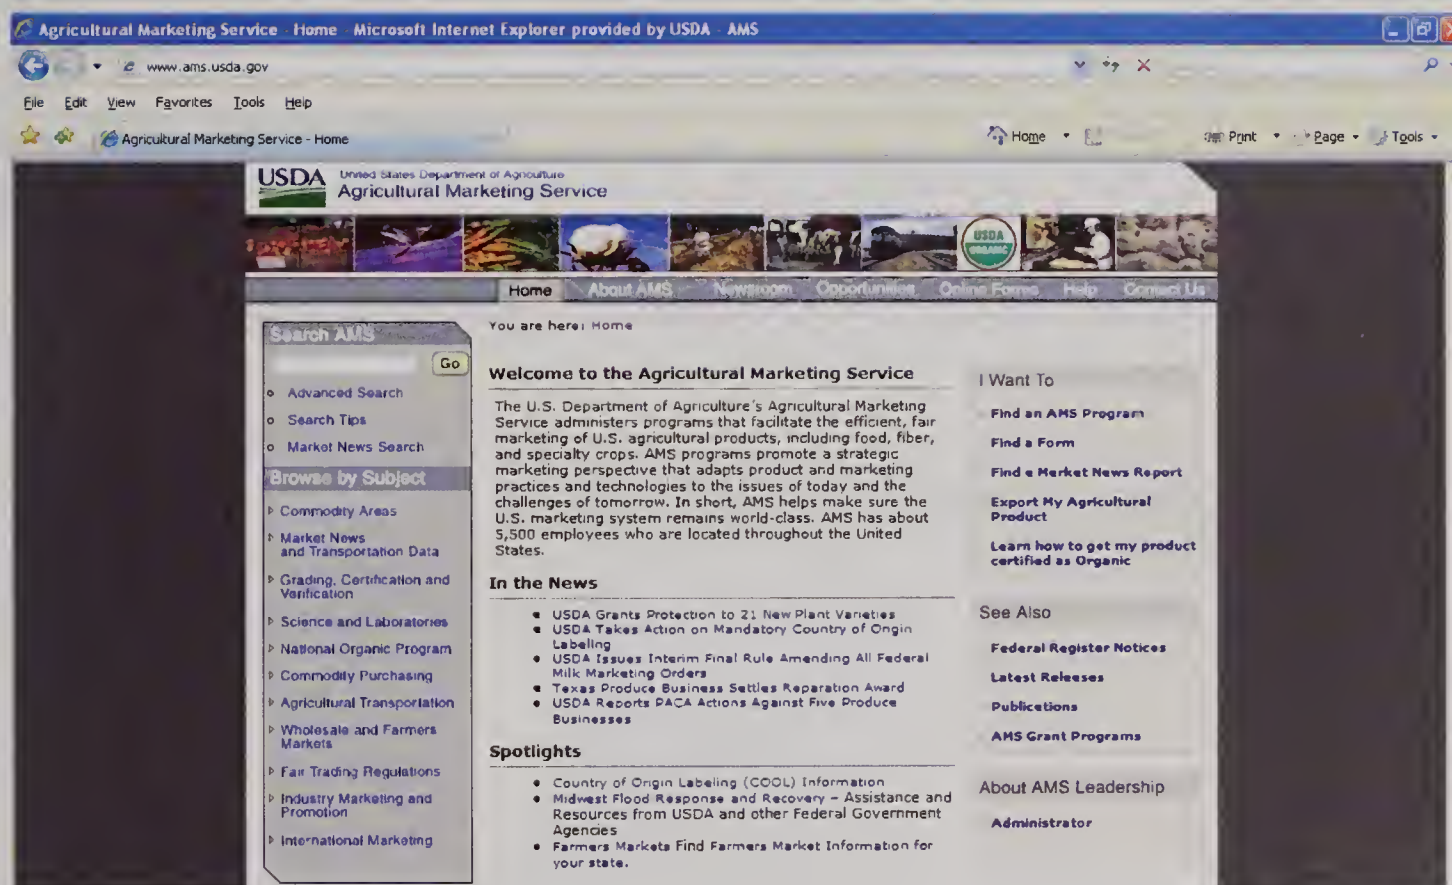 Agricultural Marketing Service - Home - Microsoft Internet Explorer provided by USDA - AMS
www.ams.usda.gov
File Edit View Favorites Tools Help
Agricultural Marketing Service - Home
Home Print Page Tools
USDA United States Department of Agriculture
Agricultural Marketing Service
USDA
ORGANIC
Home About AMS Newsroom Opportunities Online Forms Help Contact Us
Search AMS
Go
Advanced Search
Search Tips
Market News Search
Browse by Subject
Commodity Areas
Market News
and Transportation Data
Grading, Certification and
Verification
Science and Laboratories
National Organic Program
Commodity Purchasing
Agricultural Transportation
Wholesale and Farmers
Markets
Fair Trading Regulations
Industry Marketing and
Promotion
International Marketing
You are here: Home
Welcome to the Agricultural Marketing Service
The U.S. Department of Agriculture's Agricultural Marketing
Service administers programs that facilitate the efficient, fair
marketing of U.S. agricultural products, including food, fiber,
and specialty crops. AMS programs promote a strategic
marketing perspective that adapts product and marketing
practices and technologies to the issues of today and the
challenges of tomorrow. In short, AMS helps make sure the
U.S. marketing system remains world-class. AMS has about
5,500 employees who are located throughout the United
States.
In the News
USDA Grants Protection to 21 New Plant Varieties
USDA Takes Action on Mandatory Country of Origin
Labeling
USDA Issues Interim Final Rule Amending All Federal
Milk Marketing Orders
Texas Produce Business Settles Reparation Award
USDA Reports PACA Actions Against Five Produce
Businesses
Spotlights
Country of Origin Labeling (COOL) Information
Midwest Flood Response and Recovery - Assistance and
Resources from USDA and other Federal Government
Agencies
Farmers Markets Find Farmers Market Information for
your state.
I Want To
Find an AMS Program
Find a Form
Find a Market News Report
Export My Agricultural
Product
Learn how to get my product
certified as Organic
See Also
Federal Register Notices
Latest Releases
Publications
AMS Grant Programs
About AMS Leadership
Administrator